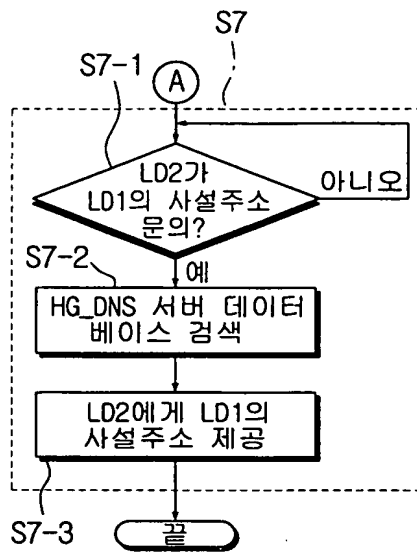 S7
S7-1
A
LD2가
LD1의 사설주소
문의?
아니오
S7-2
예
HG_DNS 서버 데이터
베이스 검색
LD2에게 LD1의
사설주소 제공
S7-3
끝